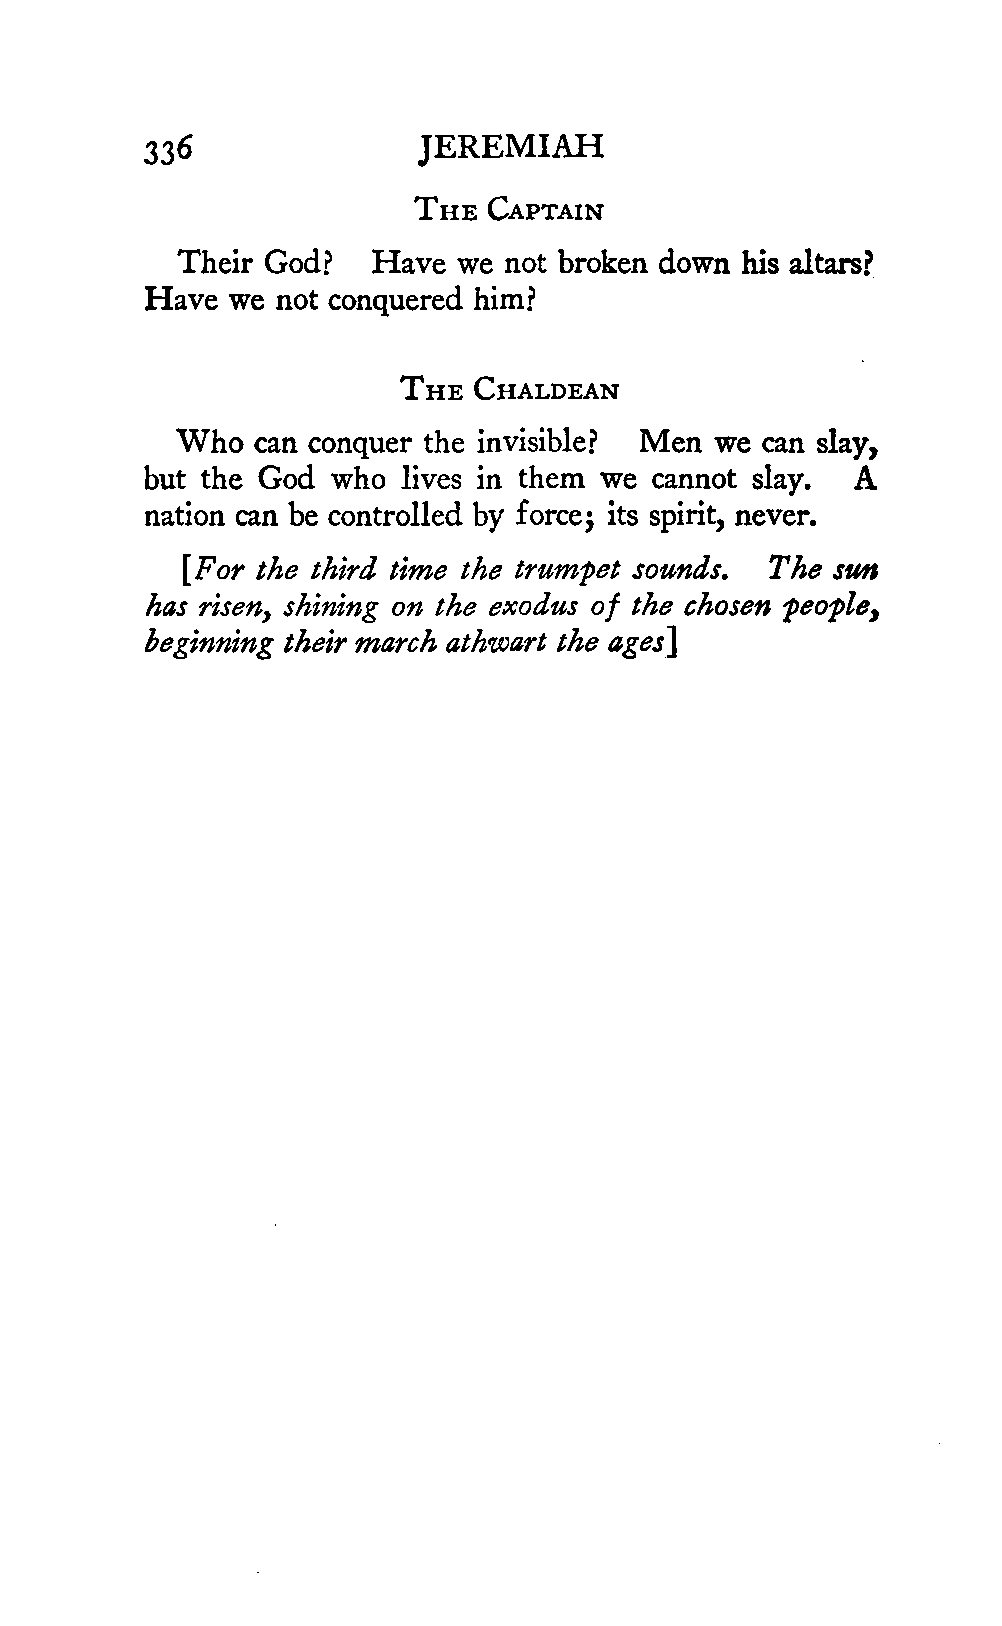 336 JEREMIAH
THE CAPTAIN
Their God? Have we not broken down his altars?
Have we not conquered him?
THE CHALDEAN
Who can conquer the invisible? Men we can slay,
but the God who lives in them we cannot slay. A
nation can be controlled by force; its spirit, never.
[For the third time the trumpet sounds. The sun
has risen, shining on the exodus of the chosen people,
beginning their march athwart the ages]